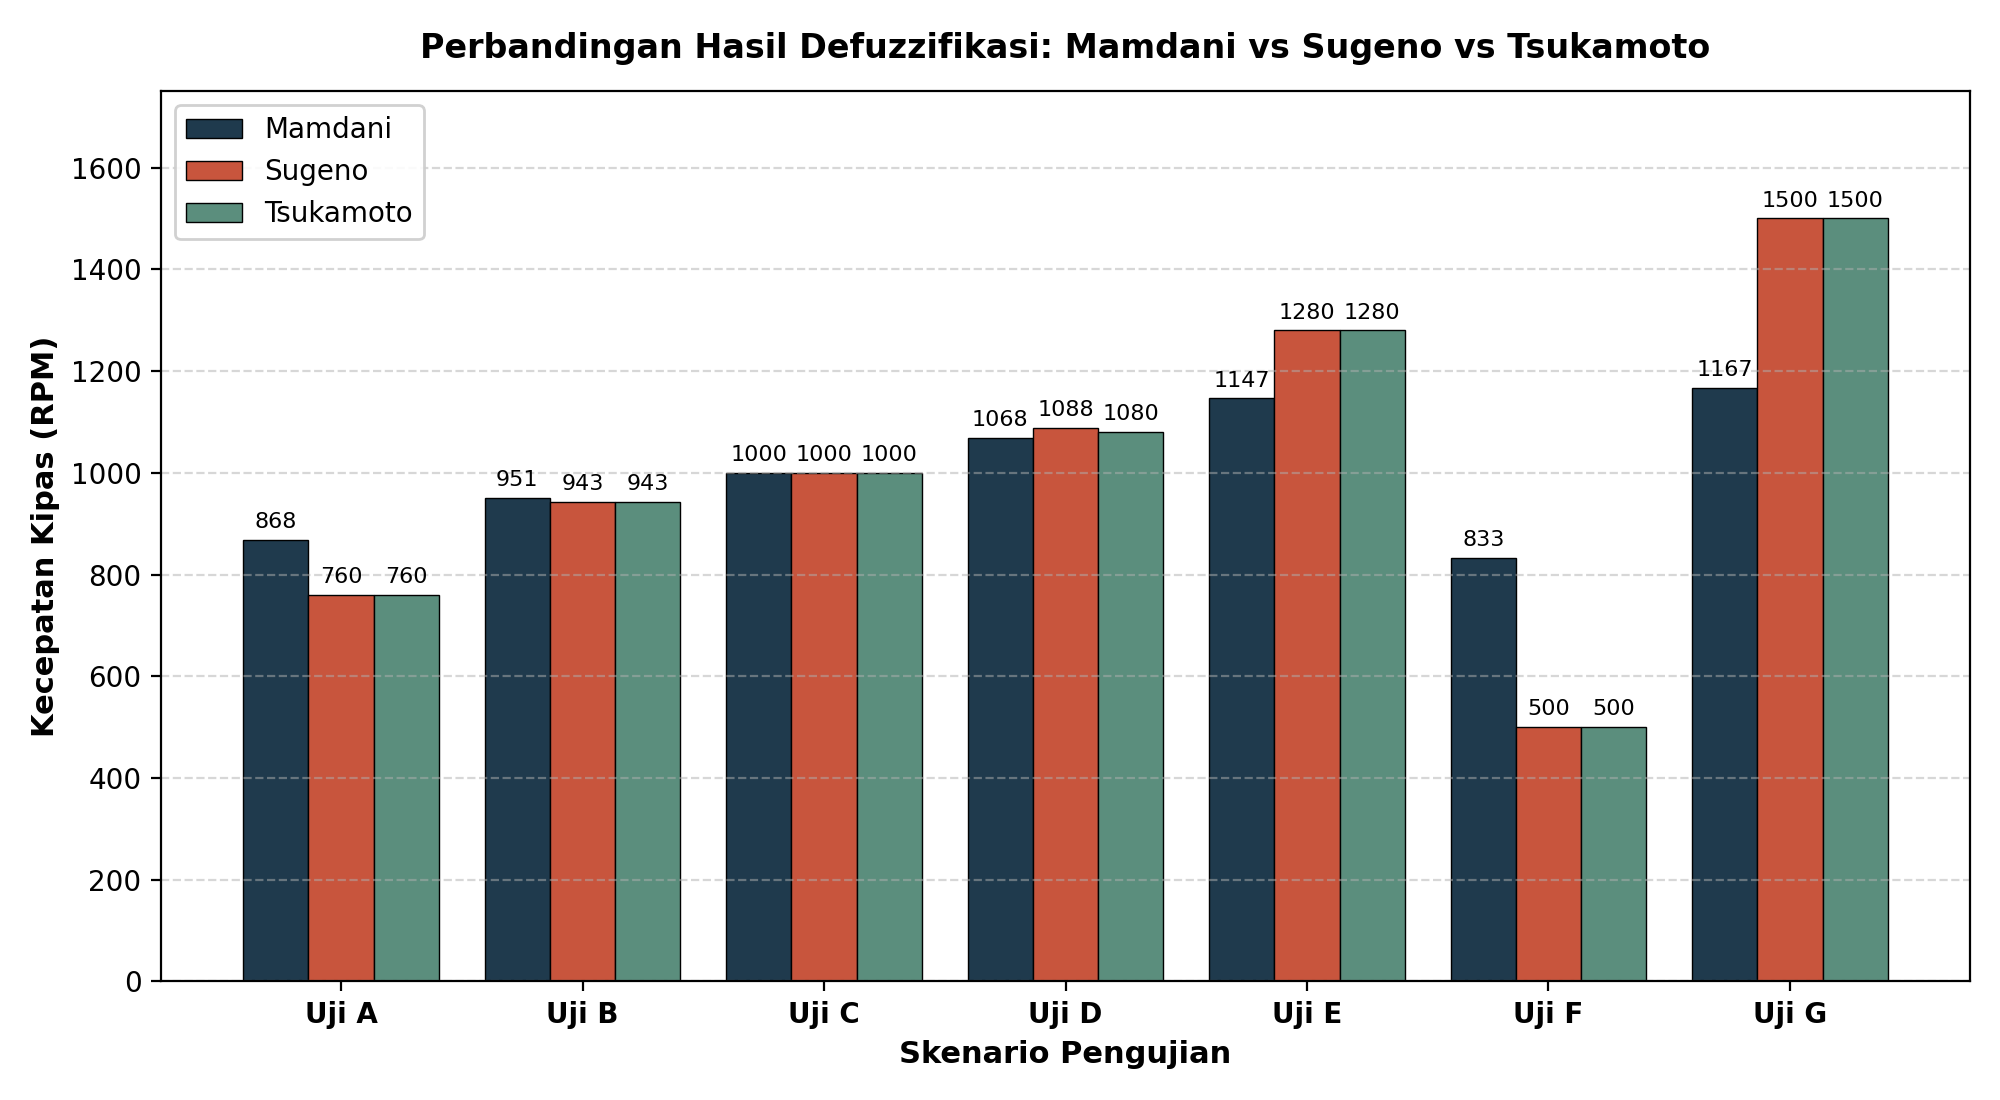 Perbandingan Hasil Defuzzifikasi: Mamdani vs Sugeno vs Tsukamoto
Mamdani
Sugeno
Tsukamoto
Kecepatan Kipas (RPM)
1600
1400
1200
1000
800
600
400
200
0
868
760
760
951
943
943
1000
1000
1000
1068
1088
1080
1147
1280
1280
833
500
500
1167
1500
1500
Uji A
Uji B
Uji C
Uji D
Uji E
Uji F
Uji G
Skenario Pengujian